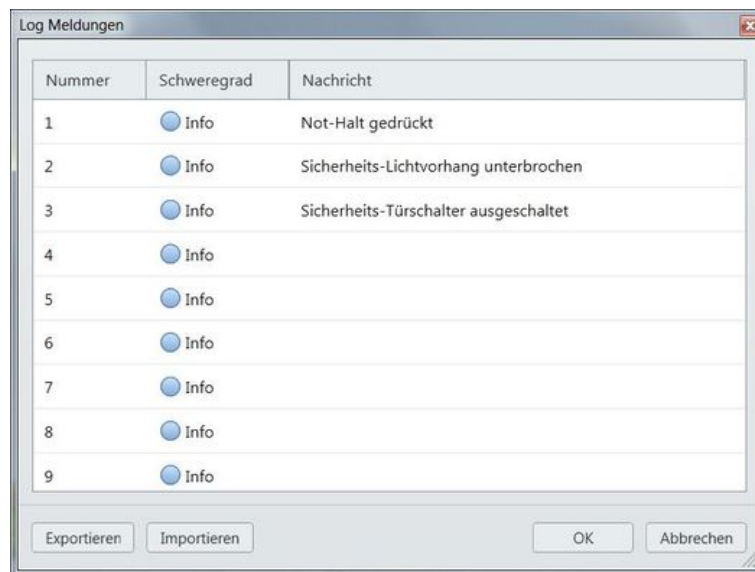 Log Meldungen
Nummer Schweregrad Nachricht
1 Info Not-Halt gedrückt
2 Info Sicherheits-Lichtvorhang unterbrochen
3 Info Sicherheits-Türschalter ausgeschaltet
4 Info
5 Info
6 Info
7 Info
8 Info
9 Info
Exportieren Importieren OK Abbrechen